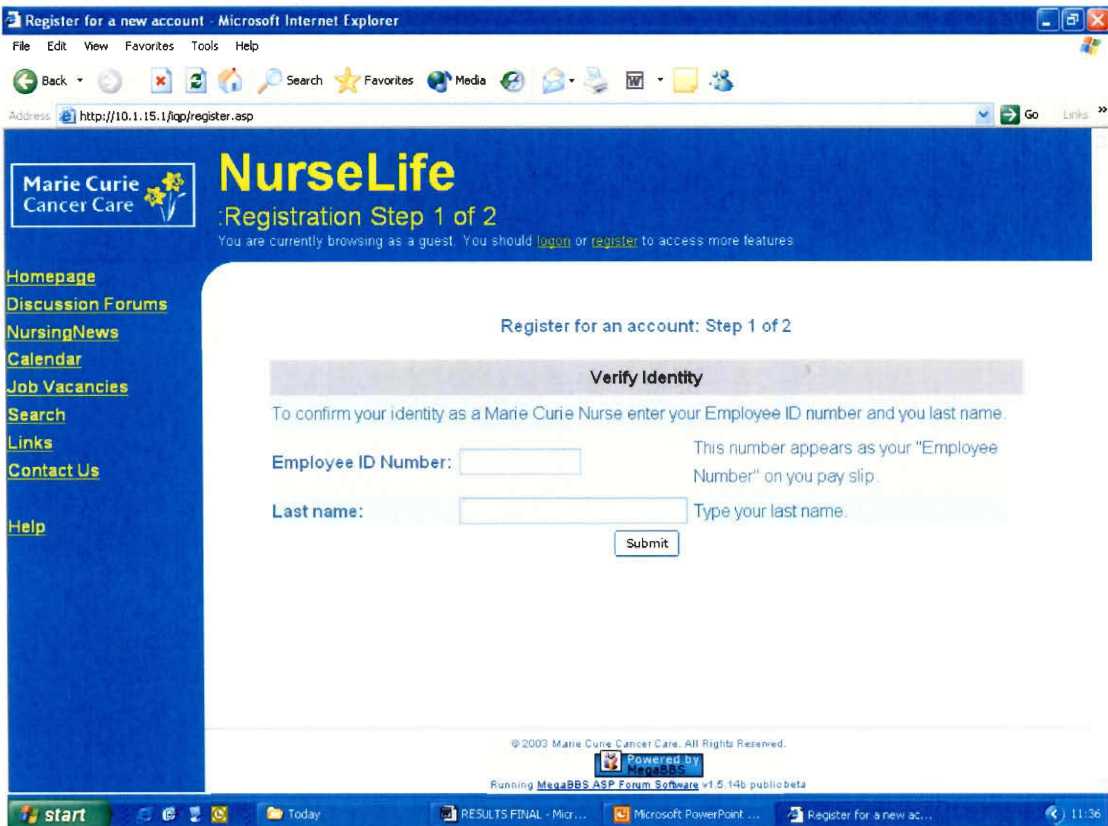 Register for a new account - Microsoft Internet Explorer
File Edit View Favorites Tools Help
Back Search Favorites Media
Address http://10.1.15.1/iqp/register.asp Go Links »
Marie Curie
Cancer Care
NurseLife
:Registration Step 1 of 2
You are currently browsing as a guest. You should logon or register to access more features
Homepage
Discussion Forums
NursingNews
Calendar
Job Vacancies
Search
Links
Contact Us
Help
Register for an account: Step 1 of 2
Verify Identity
To confirm your identity as a Marie Curie Nurse enter your Employee ID number and you last name.
Employee ID Number:
This number appears as your "Employee
Number" on you pay slip.
Last name:
Type your last name.
Submit
© 2003 Marie Curie Cancer Care. All Rights Reserved.
Powered by
MegaBBS
Running MegaBBS ASP Forum Software v1.5.14b public beta
start Today RESULTS FINAL - Micr... Microsoft PowerPoint ... Register for a new ac... 11:36